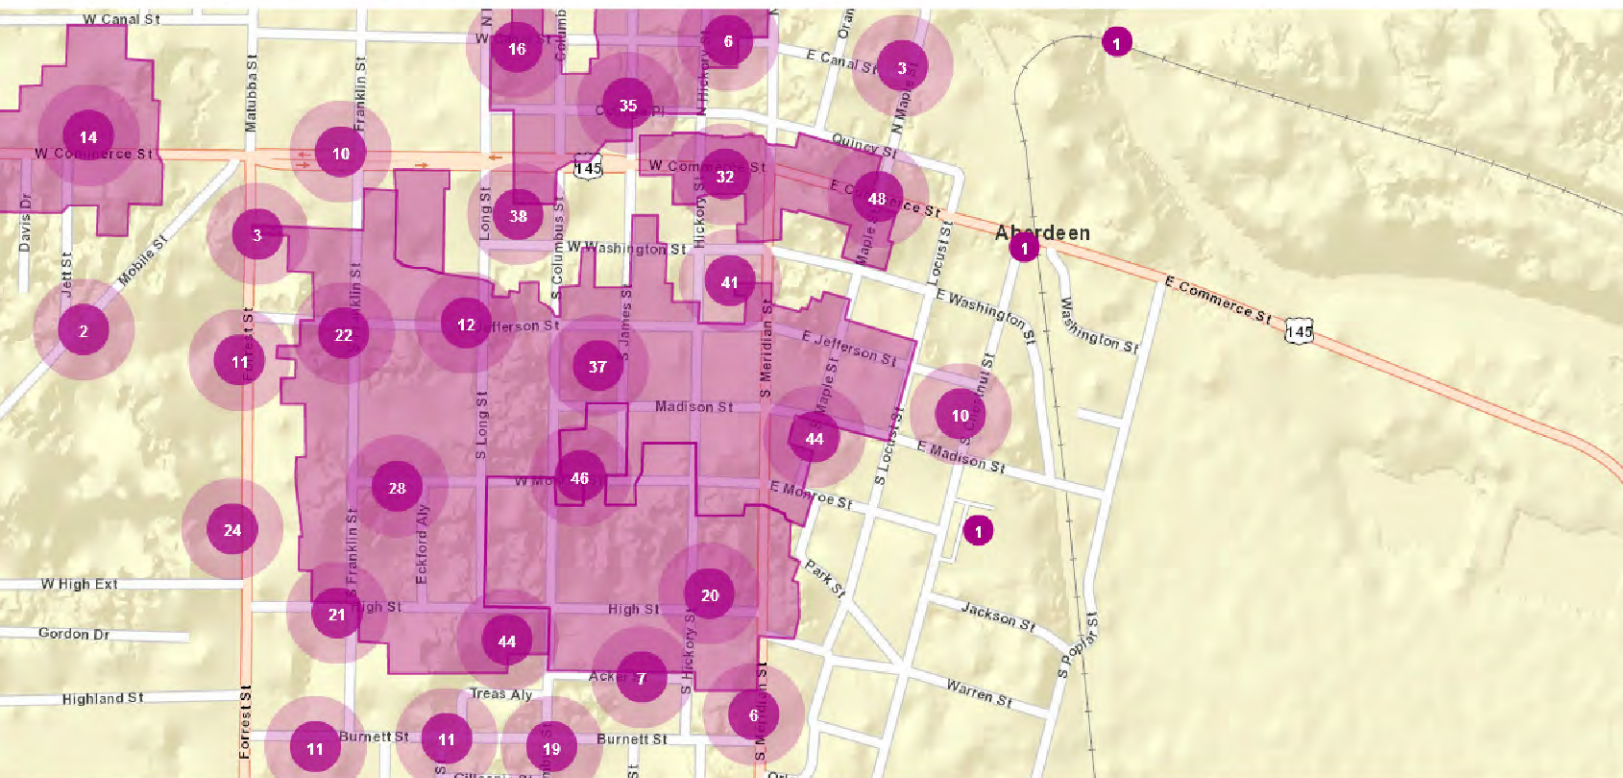 W Canal St
16
6
E Canal St
3
1
Matubba St
Franklin St
N Hickory St
N Maple St
35
14
W Commerce St
10
145
W Commerce St
32
Quincy St
48
Davis Dr
Jett St
Mobile St
3
Long St
38
S Columbus St
W Washington St
Hickory St
41
Maple
Locust St
Aberdeen
1
E Commerce St
145
2
11
22
12
Jefferson St
S James St
37
S Meridian St
E Jefferson St
E Washington St
Washington St
S Long St
Madison St
S Maple St
44
S Locust St
10
S Chestnut St
E Madison St
28
46
E Monroe St
24
Eckford Aly
S Franklin St
1
W High Ext
21
High St
High St
20
Park St
Jackson St
Gordon Dr
44
S Hickory St
S Poplar St
Highland St
Forrest St
Treas Aly
7
6
S Meridian St
Warren St
11
Burnett St
11
19
Burnett St